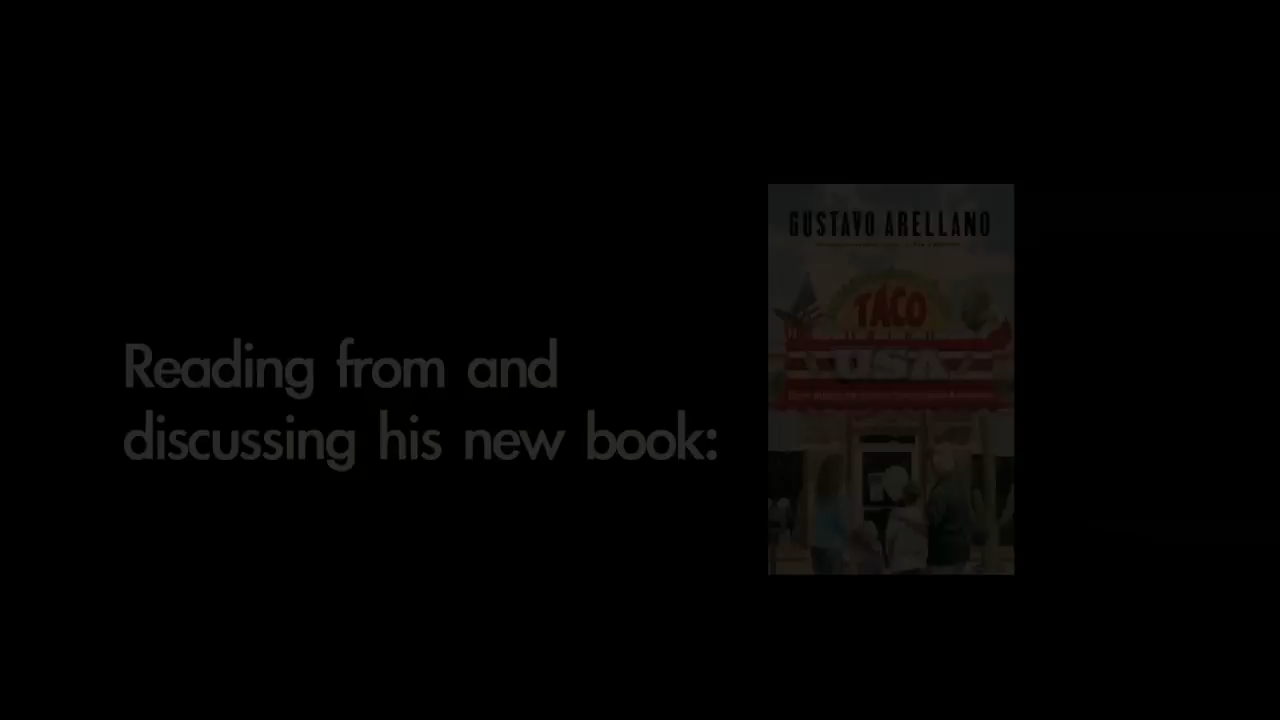 Reading from and
discussing his new book:
GUSTAVO ARELLANO
TACO
USA